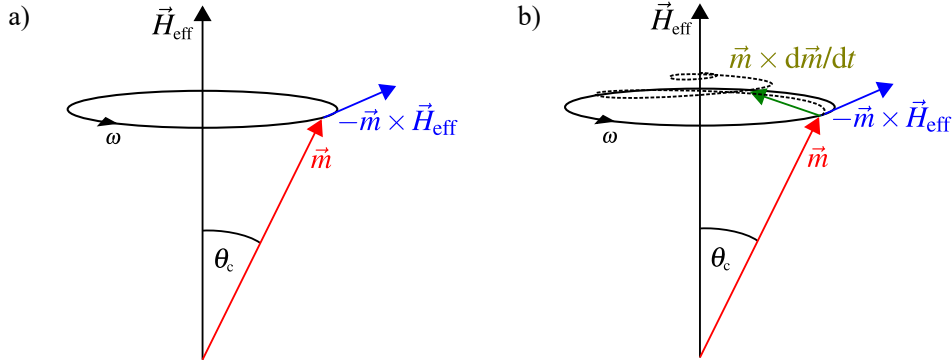 a)
H⃗eff
ω
−m⃗ × H⃗eff
m⃗
θc
b)
H⃗eff
m⃗ × dm⃗/dt
ω
−m⃗ × H⃗eff
m⃗
θc